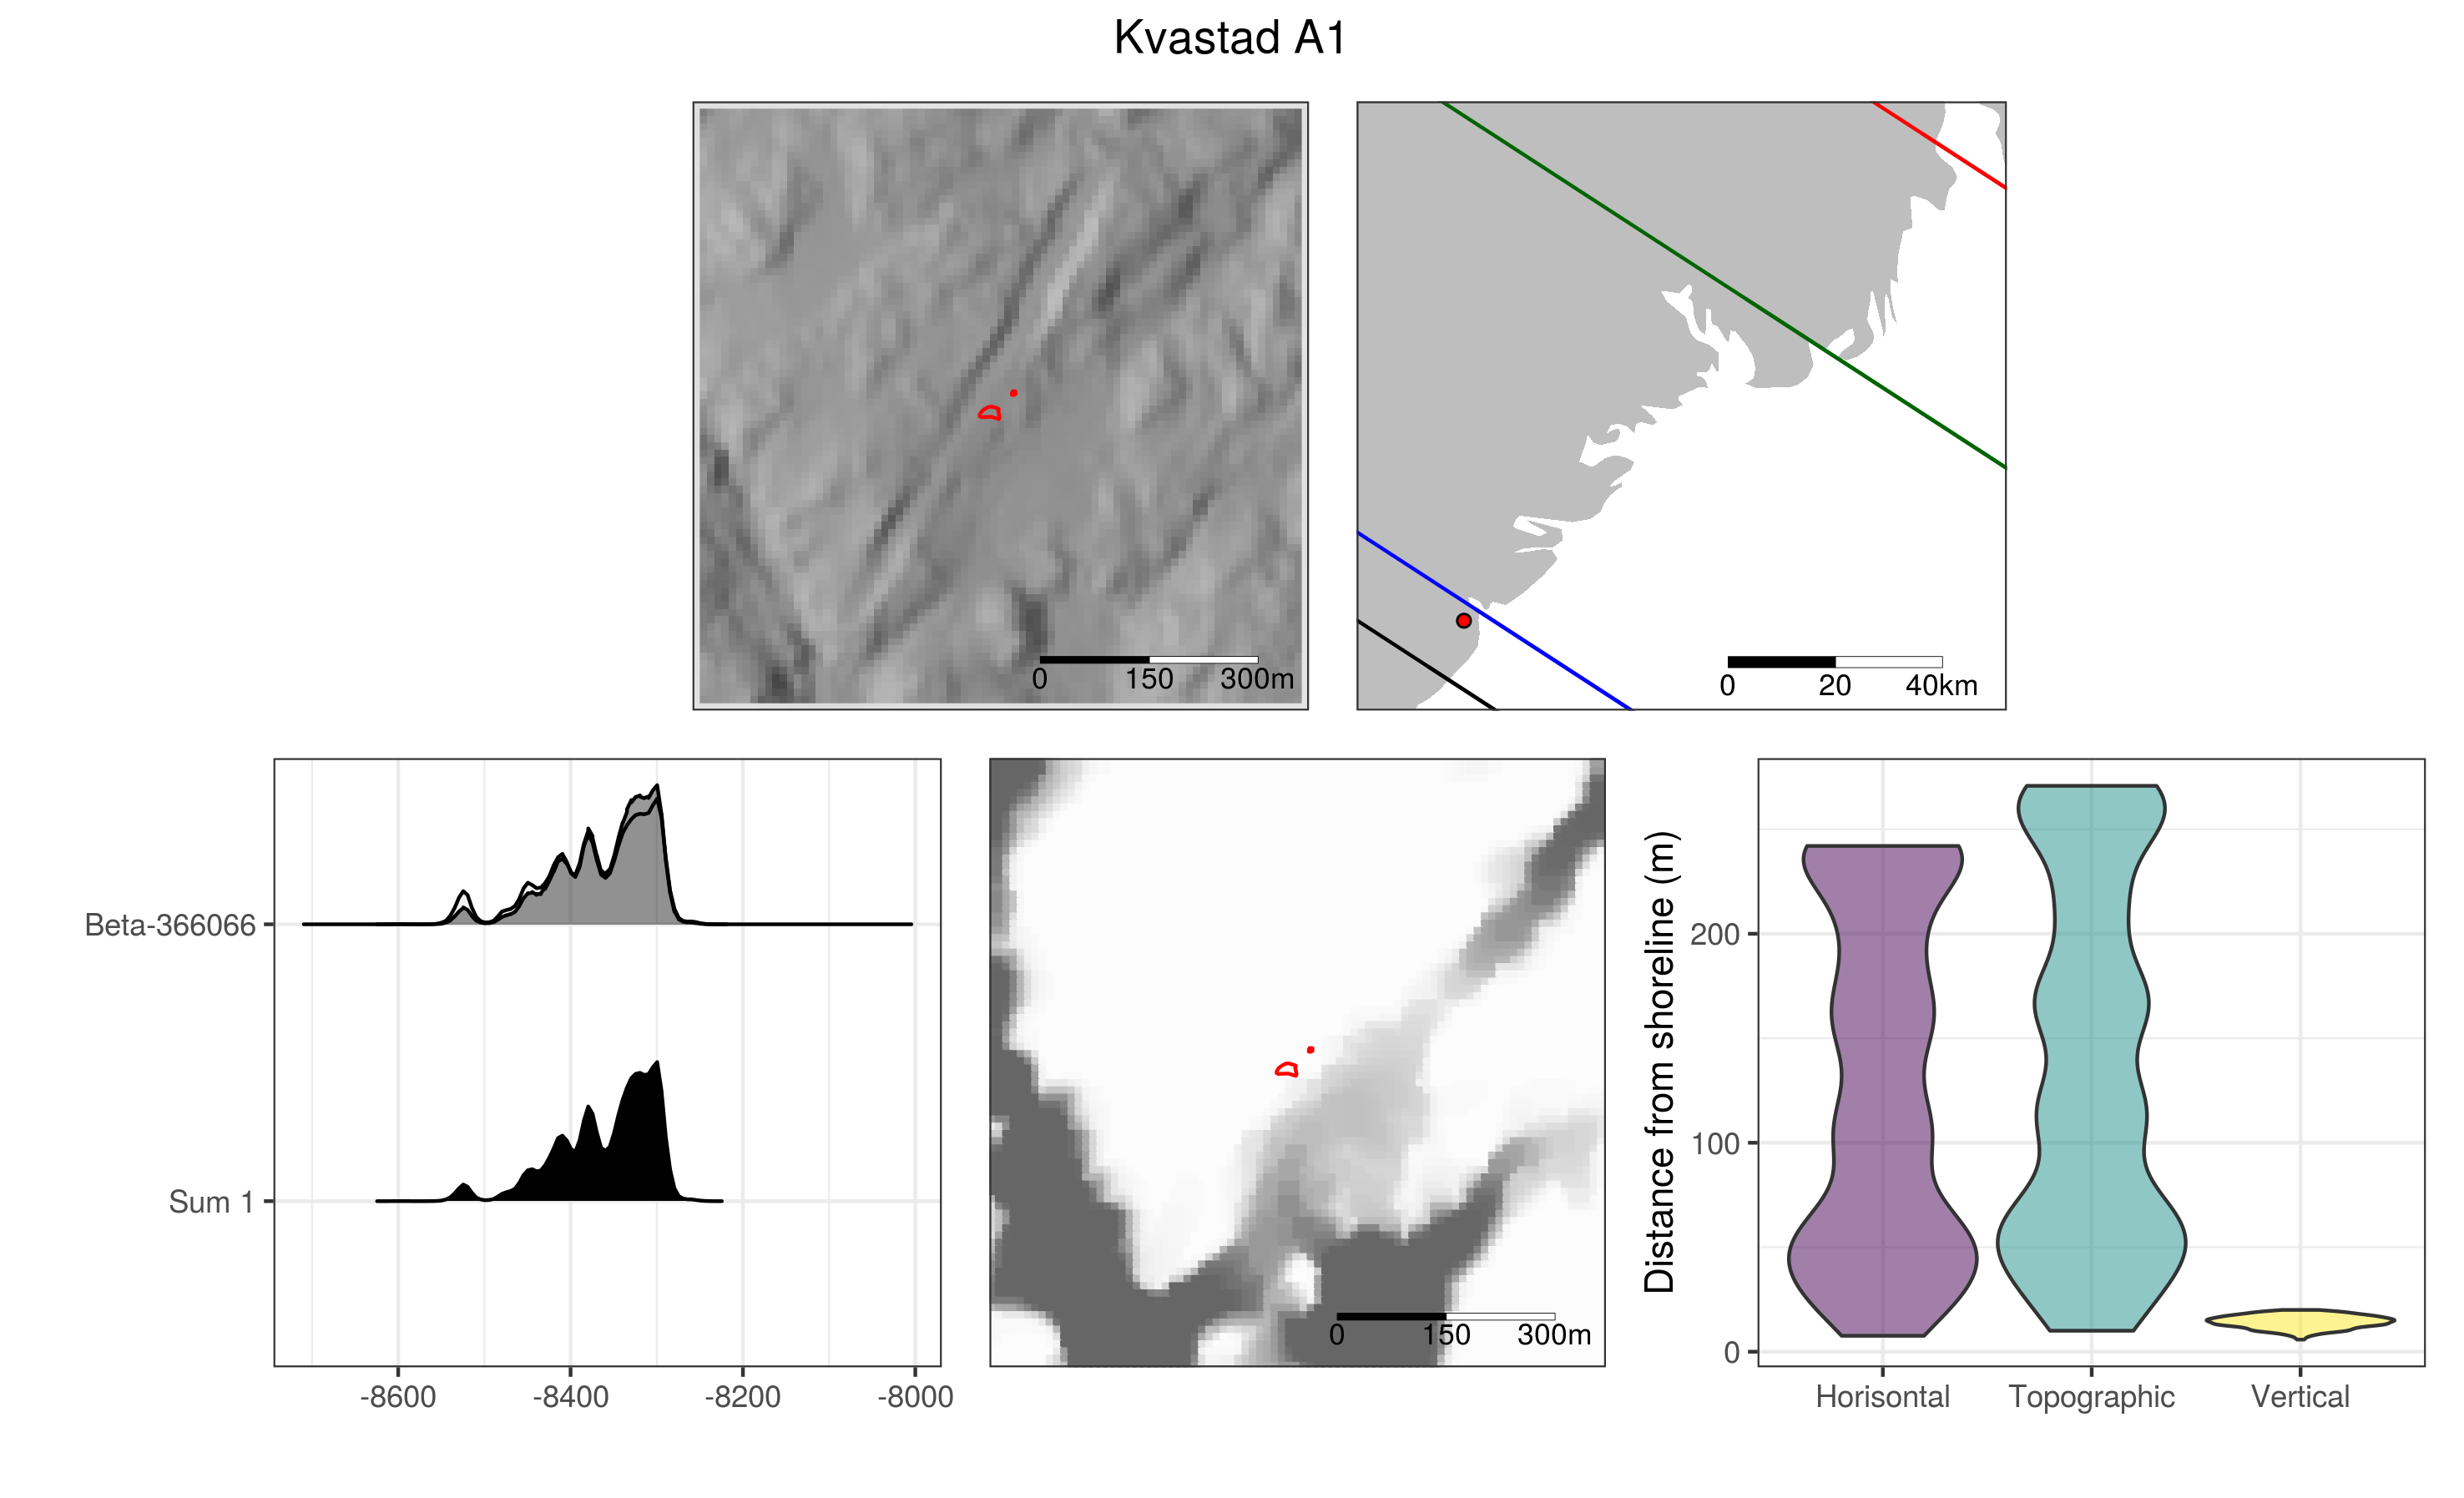 Kvastad A1
0 150 300m
0 20 40km
Beta-366066
Sum 1
-8600 -8400 -8200 -8000
0 150 300m
Distance from shoreline (m)
200
100
0
Horisontal Topographic Vertical